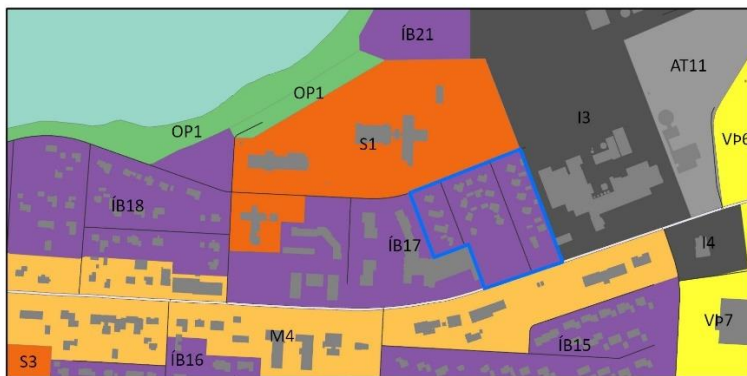 ÍB21
AT11
OP1
I3
OP1
S1
VÞ6
ÍB18
ÍB17
I4
M4
VÞ7
ÍB15
S3
ÍB16